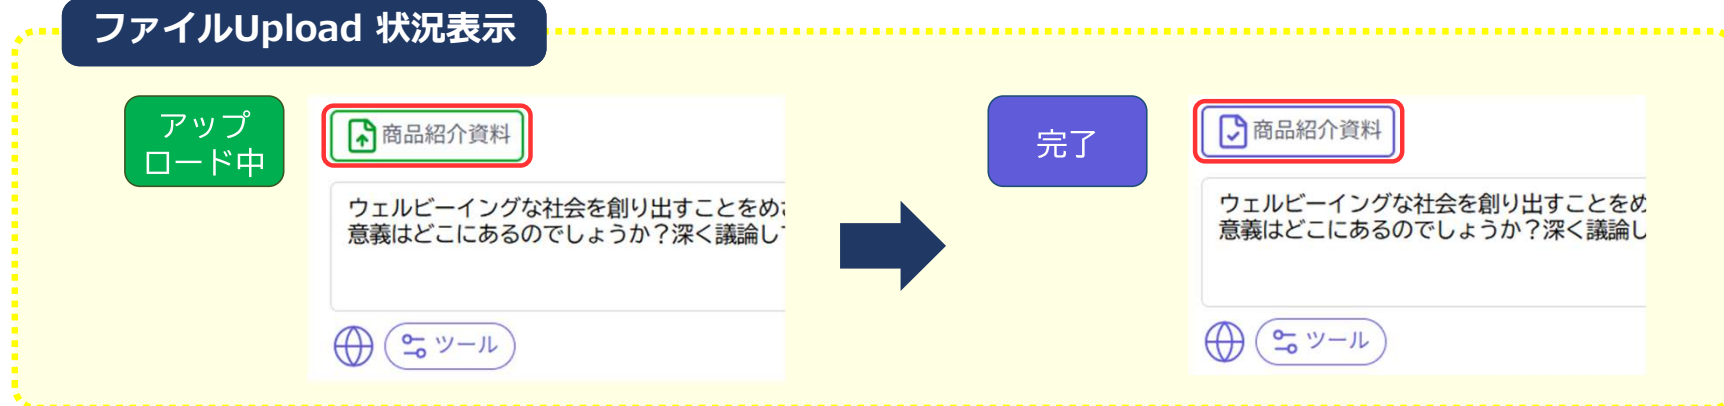 ファイルUpload 状況表示
アップ
ロード中
商品紹介資料
ウェルビーイングな社会を創り出すことをめ
意義はどこにあるのでしょうか？深く議論し
ツール
完了
商品紹介資料
ウェルビーイングな社会を創り出すことをめ
意義はどこにあるのでしょうか？深く議論し
ツール